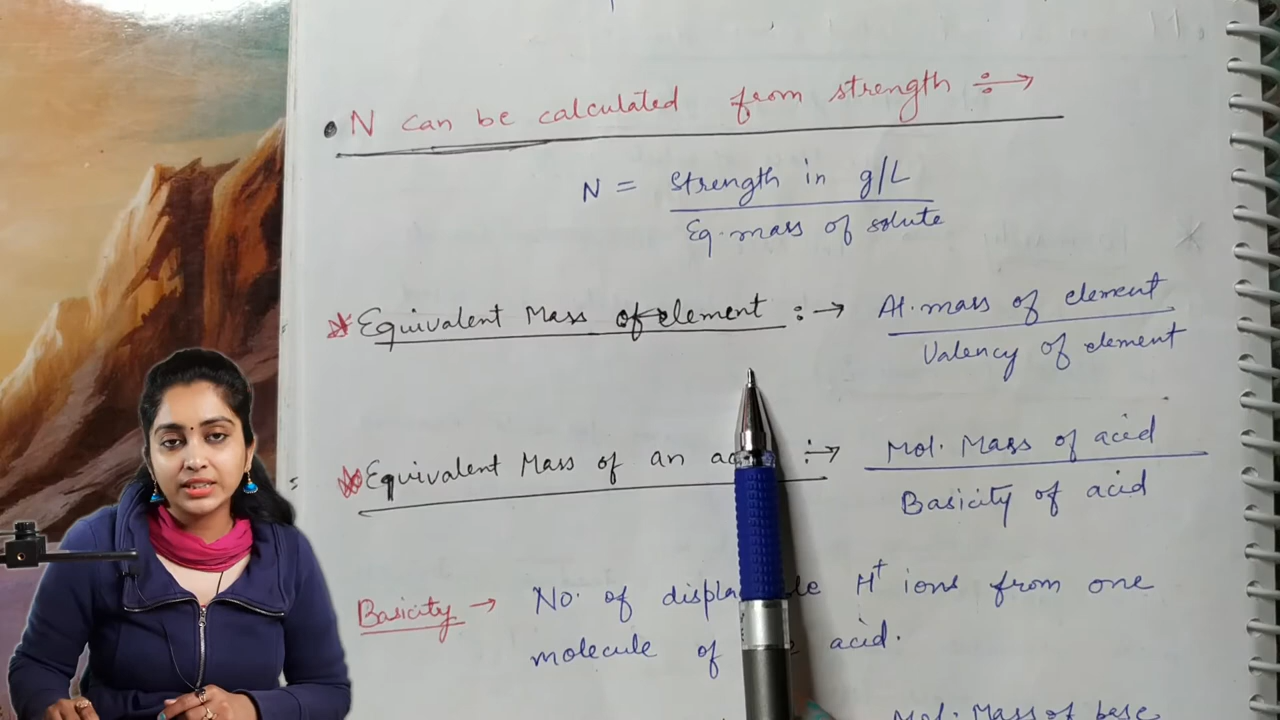 N can be calculated from strength ÷→
N = Strength in g/L
Eq. mass of solute
Equivalent Mass of element :→ At. mass of element
Valency of element
Equivalent Mass of an ÷→ Mol. Mass of acid
Basicity of acid
Basicity → No. of H+ ions from one
molecule of acid.
Mol. Mass of base